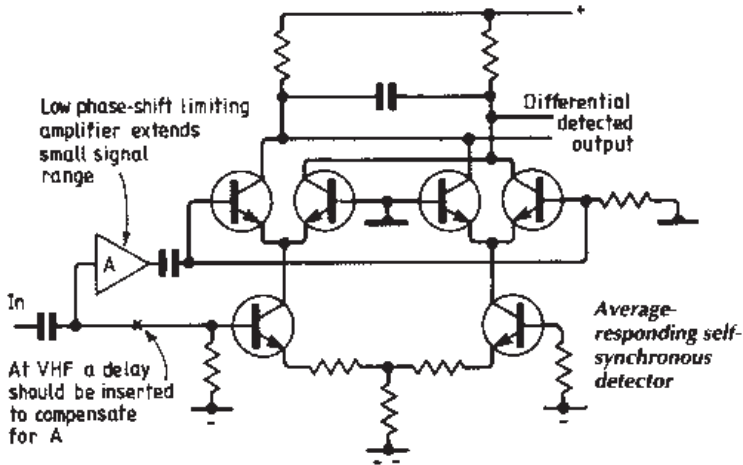 +
Low phase-shift limiting
amplifier extends
small signal
range
Differential
detected
output
A
In
At VHF a delay
should be inserted
to compensate
for A
Average-
responding self-
synchronous
detector
-
-
--